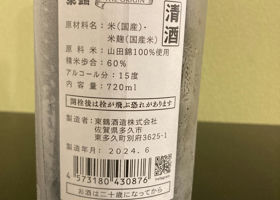 東鶴
THE ORIGIN
清酒
原材料名：米（国産）・
米麹（国産米）
原料米：山田錦100%使用
精米歩合：60%
アルコール分：15度
内容量：720ml
開栓後は栓が飛ぶ恐れがあります
製造者：東鶴酒造株式会社
佐賀県多久市
東多久町別府3625-1
製造年月：2024.6
4573180430876
お酒は二十歳になってから